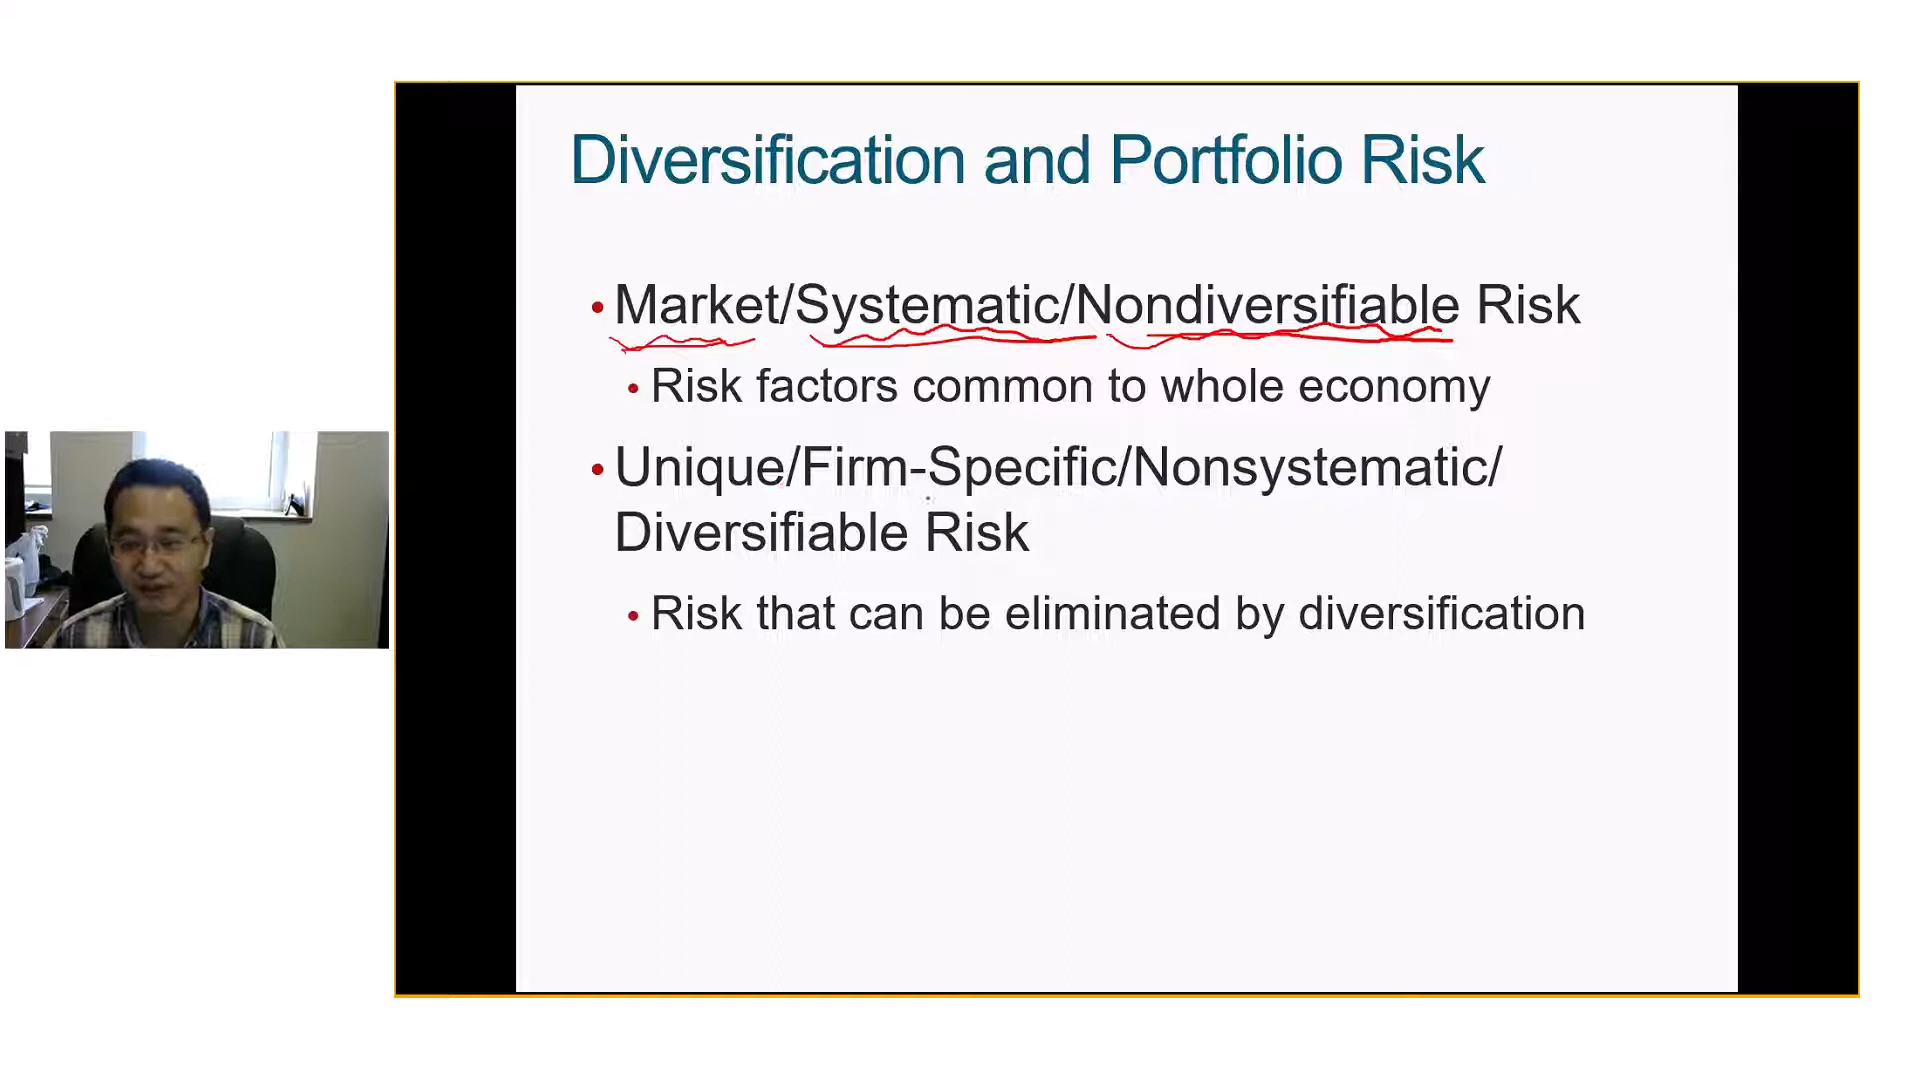 Diversification and Portfolio Risk
• Market/Systematic/Nondiversifiable Risk
• Risk factors common to whole economy
• Unique/Firm-Specific/Nonsystematic/
Diversifiable Risk
• Risk that can be eliminated by diversification